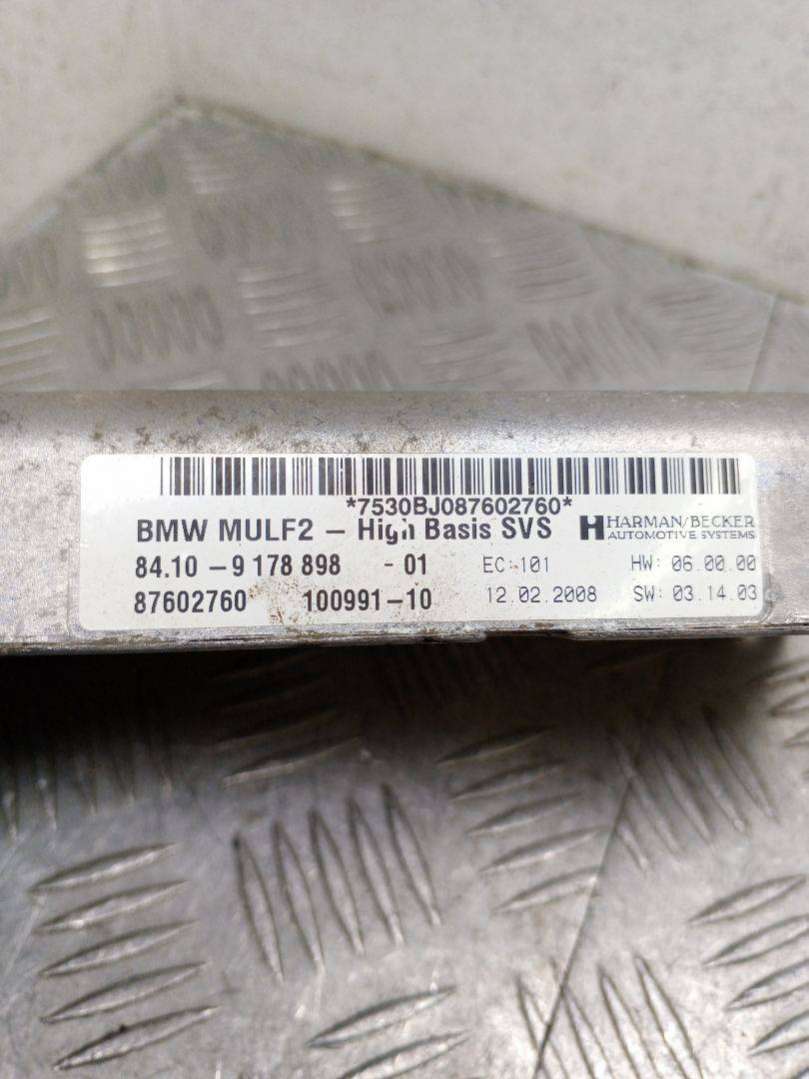 *7530BJ087602760*
BMW MULF2 – High Basis SVS
HARMAN/BECKER
AUTOMOTIVE SYSTEMS
84.10 – 9 178 898 - 01 EC: 101 HW: 06.00.00
87602760 100991–10 12.02.2008 SW: 03.14.03